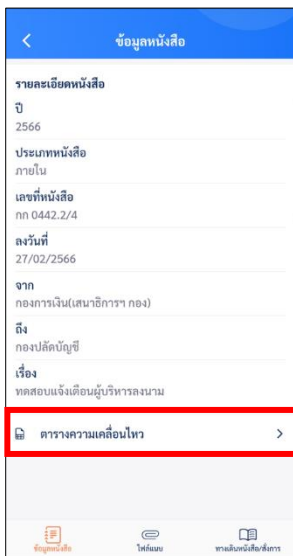 ข้อมูลหนังสือ
รายละเอียดหนังสือ
ปี
2566
ประเภทหนังสือ
ภายใน
เลขที่หนังสือ
กก 0442.2/4
ลงวันที่
27/02/2566
จาก
กองการเงิน(เสนาธิการฯ กอง)
ถึง
กองปลัดบัญชี
เรื่อง
ทดสอบแจ้งเตือนผู้บริหารลงนาม
ตารางความเคลื่อนไหว
ข้อมูลหนังสือ
ไฟล์แนบ
ทางเดินหนังสือ/สั่งการ